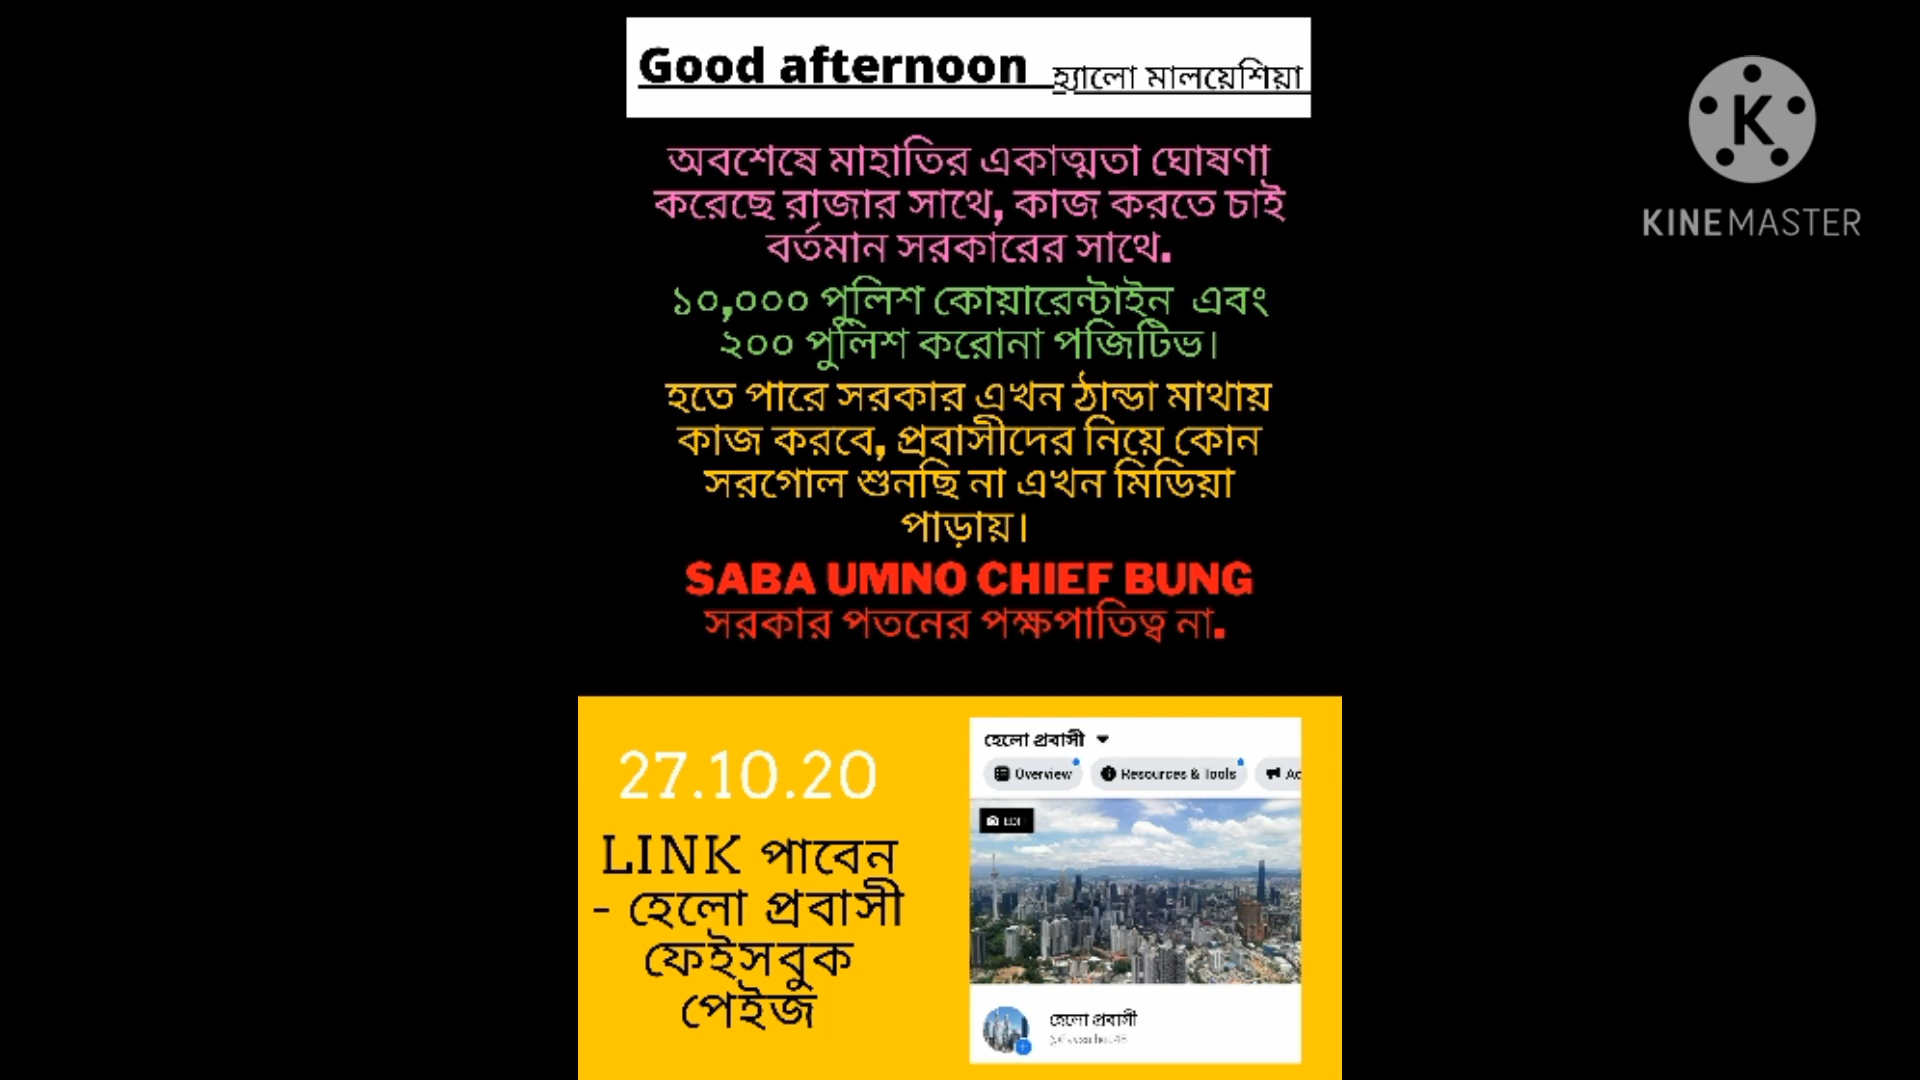 Good afternoon হ্যালো মালয়েশিয়া
অবশেষে মাহাতির একাত্মতা ঘোষণা
করেছে রাজার সাথে, কাজ করতে চাই
বর্তমান সরকারের সাথে.
১০,০০০ পুলিশ কোয়ারেন্টাইন এবং
২০০ পুলিশ করোনা পজিটিভ।
হতে পারে সরকার এখন ঠান্ডা মাথায়
কাজ করবে, প্রবাসীদের নিয়ে কোন
সরগোল শুনছি না এখন মিডিয়া
পাড়ায়।
SABA UMNO CHIEF BUNG
সরকার পতনের পক্ষপাতিত্ব না.
27.10.20
LINK পাবেন
- হেলো প্রবাসী
ফেইসবুক
পেইজ
হেলো প্রবাসী
Overview Resources & Tools Ad
EDIT
হেলো প্রবাসী
K
KINEMASTER